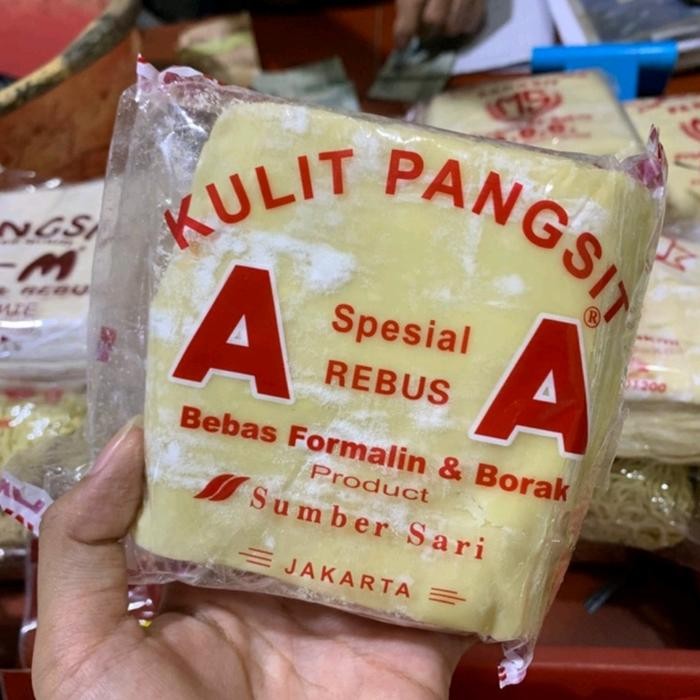 KULIT PANGSIT
A Spesial A®
REBUS
Bebas Formalin & Borak
Product
Sumber Sari
JAKARTA